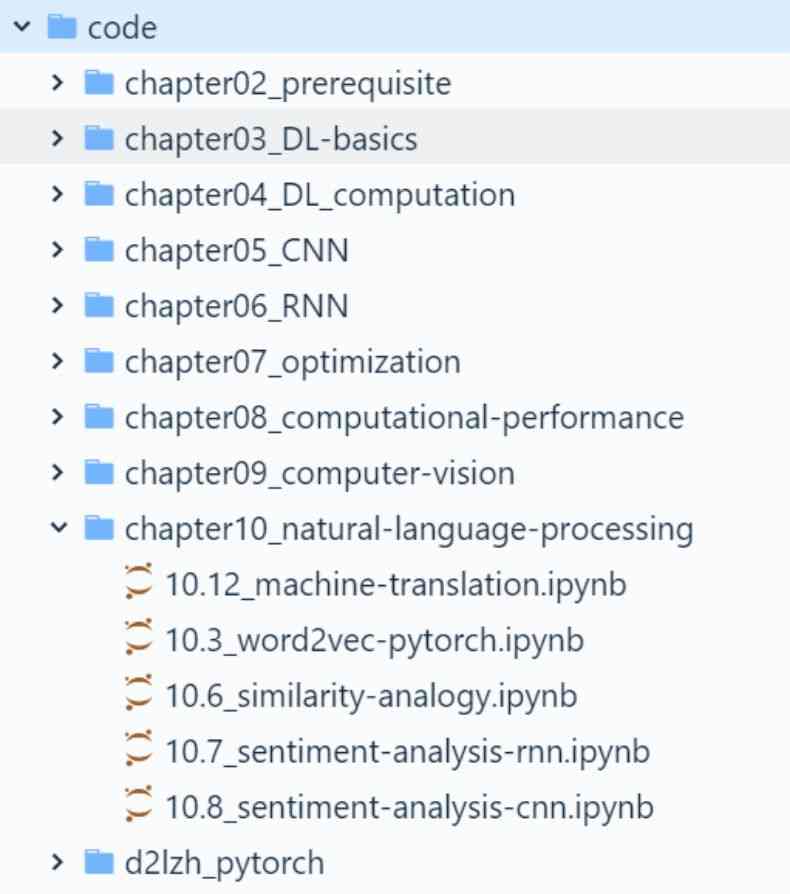 code
chapter02_prerequisite
chapter03_DL-basics
chapter04_DL_computation
chapter05_CNN
chapter06_RNN
chapter07_optimization
chapter08_computational-performance
chapter09_computer-vision
chapter10_natural-language-processing
10.12_machine-translation.ipynb
10.3_word2vec-pytorch.ipynb
10.6_similarity-analogy.ipynb
10.7_sentiment-analysis-rnn.ipynb
10.8_sentiment-analysis-cnn.ipynb
d2lzh_pytorch